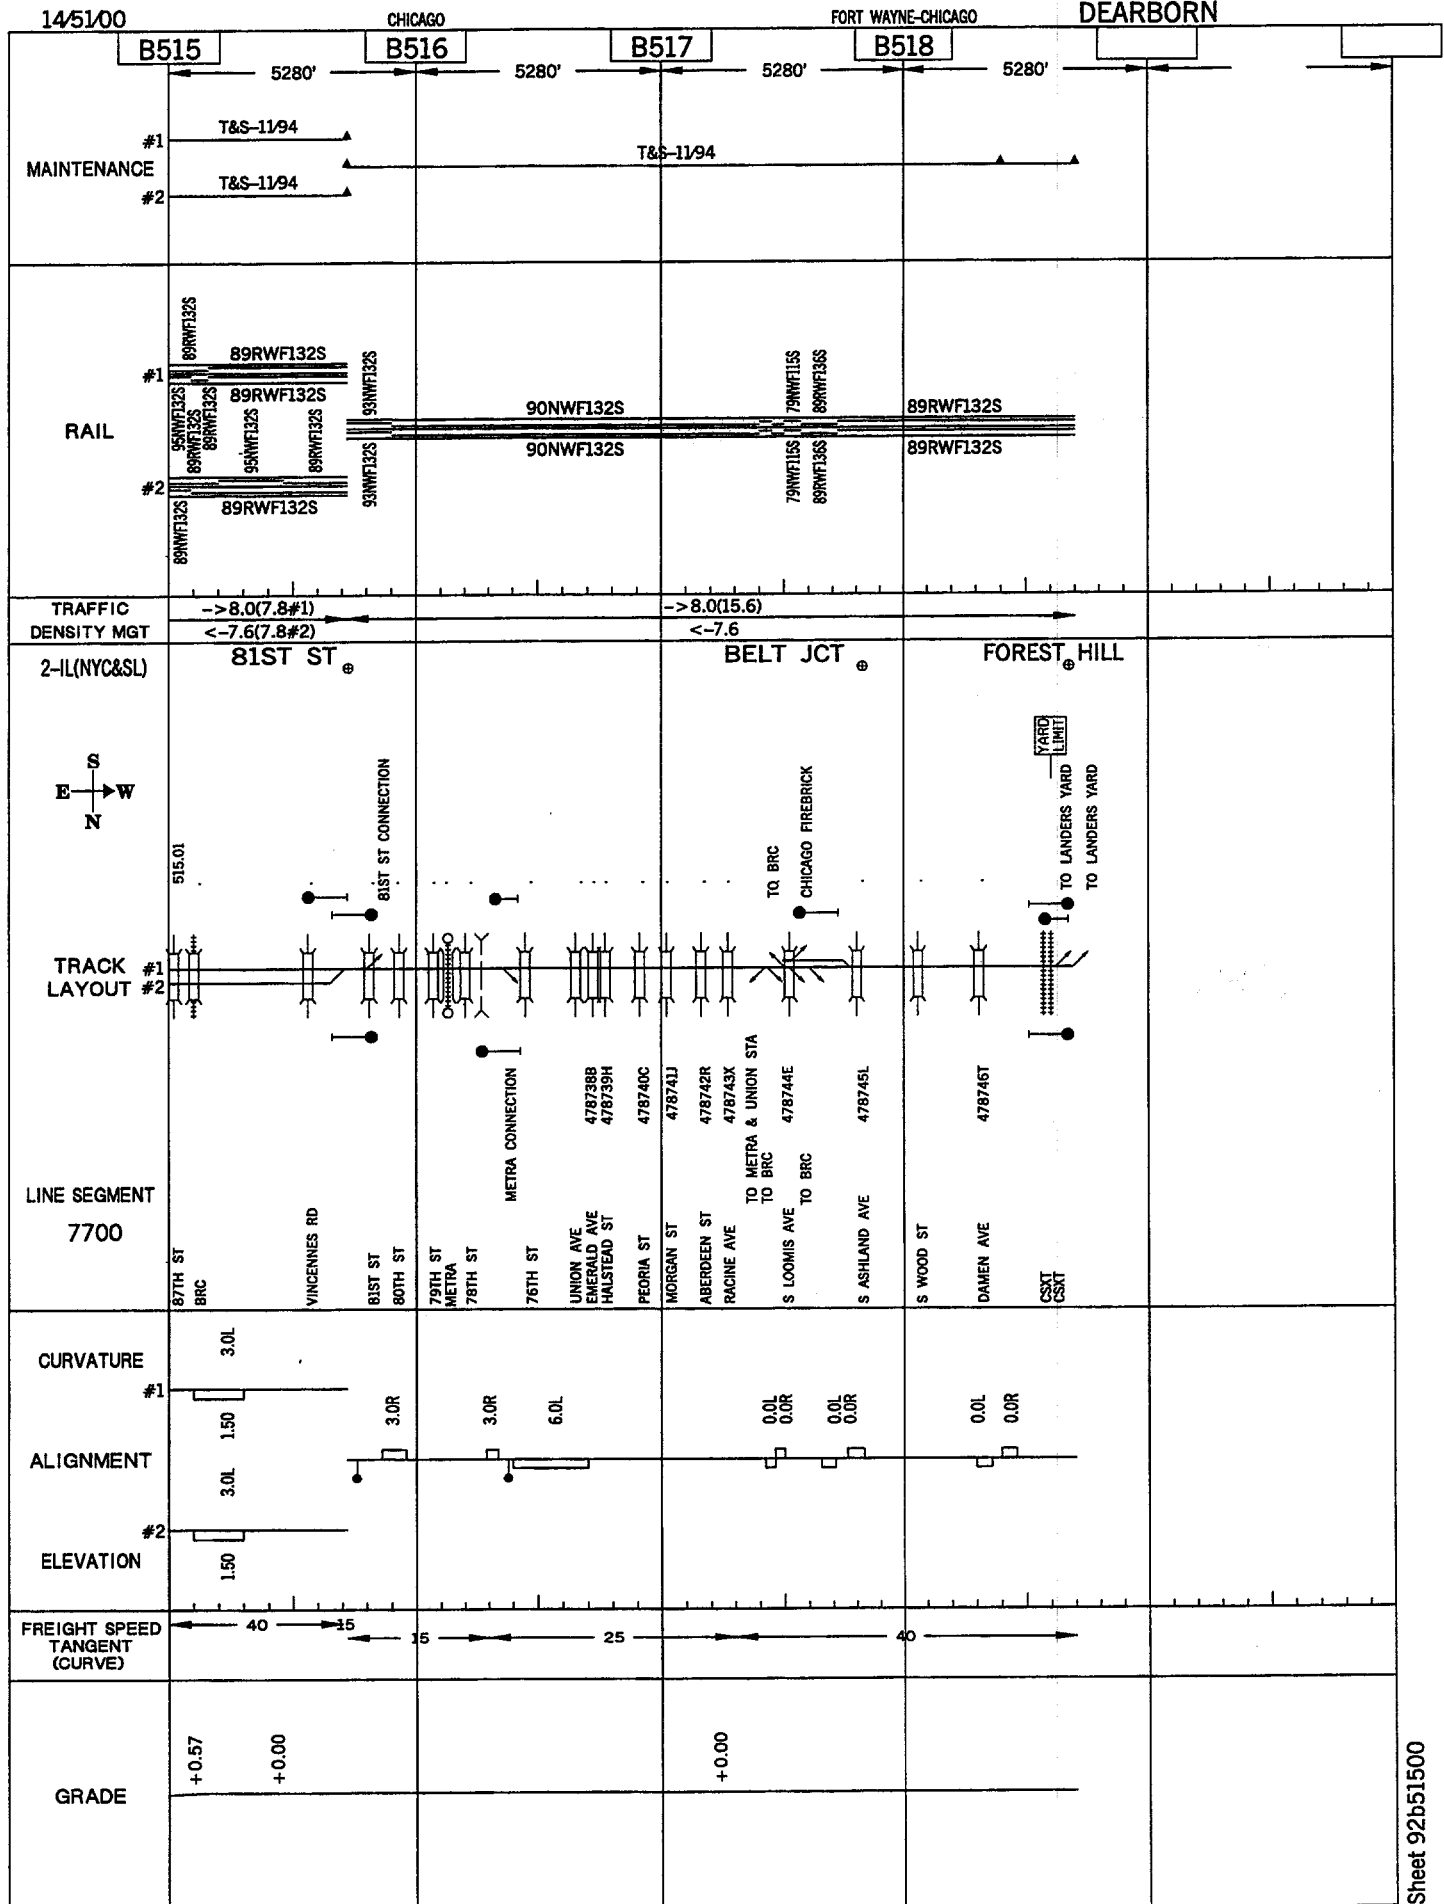 14/51/00 CHICAGO FORT WAYNE-CHICAGO DEARBORN
B515 B516 B517 B518
5280' 5280' 5280' 5280'
MAINTENANCE
#1 T&S-11/94
T&S-11/94
#2 T&S-11/94
RAIL
89RWF132S
#1 89RWF132S
89RWF132S
95NWF132S
89RWF132S
89RWF132S
95NWF132S
89RWF132S
#2
89RWF132S
89NWF132S
93NWF132S
93NWF132S
90NWF132S
90NWF132S
79NWF115S
89RWF136S
79NWF115S
89RWF136S
89RWF132S
89RWF132S
TRAFFIC ->8.0(7.8#1) ->8.0(15.6)
DENSITY MGT <-7.6(7.8#2) <-7.6
2-IL(NYC&SL) 81ST ST BELT JCT FOREST HILL
YARD
LIMIT
S
E W
N
515.01
81ST ST CONNECTION
TO BRC
CHICAGO FIREBRICK
TO LANDERS YARD
TO LANDERS YARD
TRACK #1
LAYOUT #2
METRA CONNECTION
478738B
478739H
478740C
478741J
478742R
478743X
TO METRA & UNION STA
TO BRC
478744E
TO BRC
478745L
478746T
LINE SEGMENT
7700
87TH ST
BRC
VINCENNES RD
81ST ST
80TH ST
79TH ST
METRA
78TH ST
76TH ST
UNION AVE
EMERALD AVE
HALSTEAD ST
PEORIA ST
MORGAN ST
ABERDEEN ST
RACINE AVE
S LOOMIS AVE
S ASHLAND AVE
S WOOD ST
DAMEN AVE
CSXT
CSXT
CURVATURE
3.0L
#1
1.50
3.0R
3.0R
6.0L
0.0L
0.0R
0.0L
0.0R
0.0L
0.0R
ALIGNMENT
3.0L
#2
ELEVATION
1.50
FREIGHT SPEED
TANGENT
(CURVE)
40 15
15 25 40
GRADE
+0.57
+0.00
+0.00
Sheet 92b51500